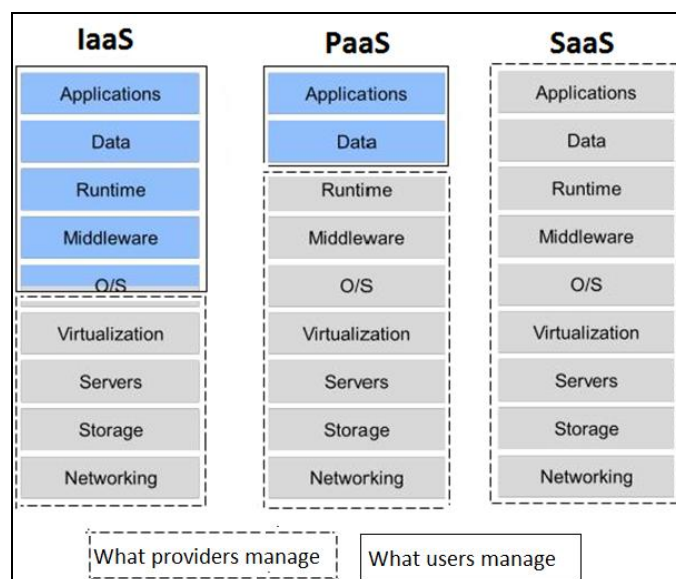 IaaS
PaaS
SaaS
Applications
Data
Runtime
Middleware
O/S
Virtualization
Servers
Storage
Networking
Applications
Data
Runtime
Middleware
O/S
Virtualization
Servers
Storage
Networking
Applications
Data
Runtime
Middleware
O/S
Virtualization
Servers
Storage
Networking
What providers manage
What users manage